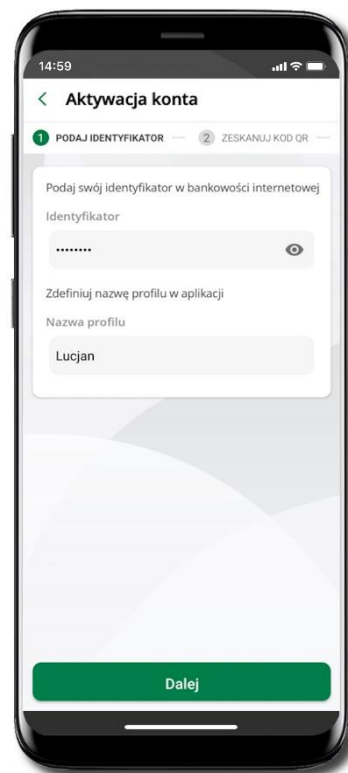 14:59
Aktywacja konta
1 PODAJ IDENTYFIKATOR 2 ZESKANUJ KOD QR
Podaj swój identyfikator w bankowości internetowej
Identyfikator
••••••••
Zdefiniuj nazwę profilu w aplikacji
Nazwa profilu
Lucjan
Dalej